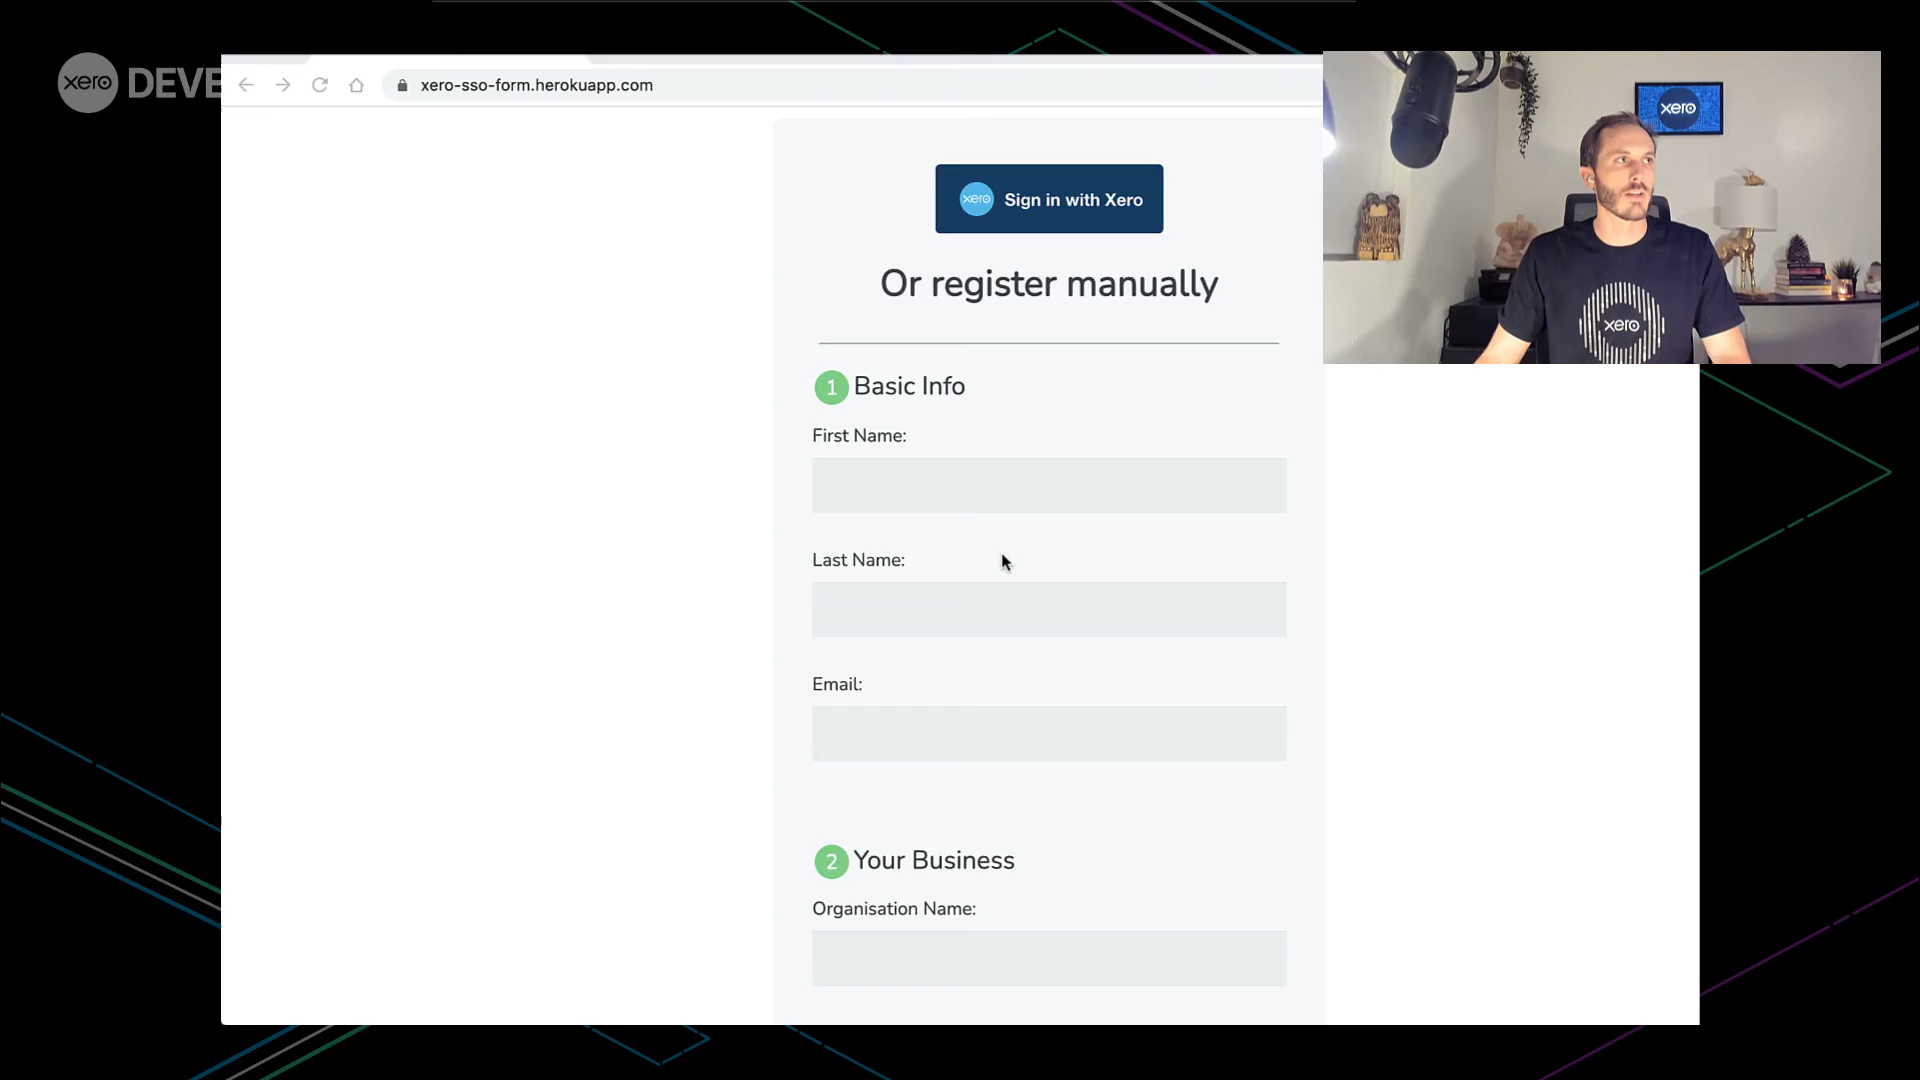 xero DEVE
xero-sso-form.herokuapp.com
xero Sign in with Xero
Or register manually
1 Basic Info
First Name:
Last Name:
Email:
2 Your Business
Organisation Name:
xero
xero